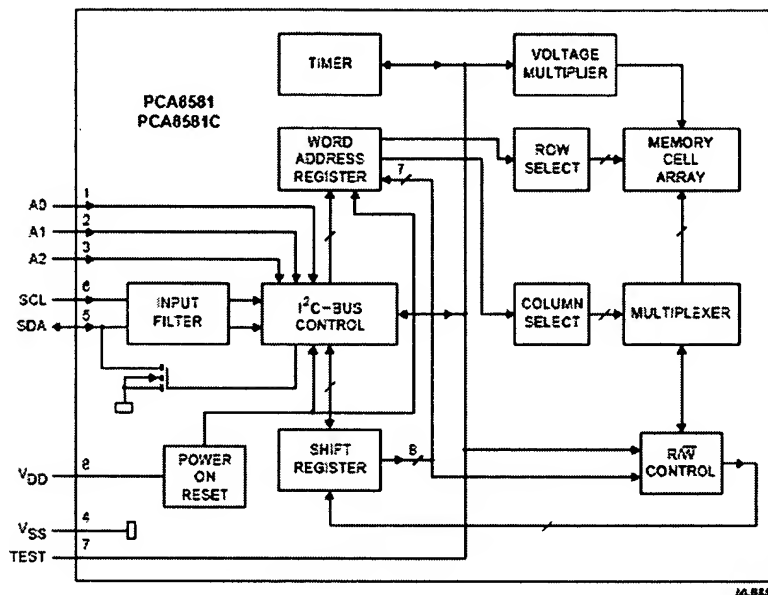 TIMER
VOLTAGE
MULTIPLIER
PCA8581
PCA8581C
WORD
ADDRESS
REGISTER
7
ROW
SELECT
MEMORY
CELL
ARRAY
A0
1
A1
2
A2
3
SCL
6
SDA
5
INPUT
FILTER
I²C-BUS
CONTROL
COLUMN
SELECT
MULTIPLEXER
VDD
8
POWER
ON
RESET
SHIFT
REGISTER
8
R/W̅
CONTROL
VSS
4
TEST
7